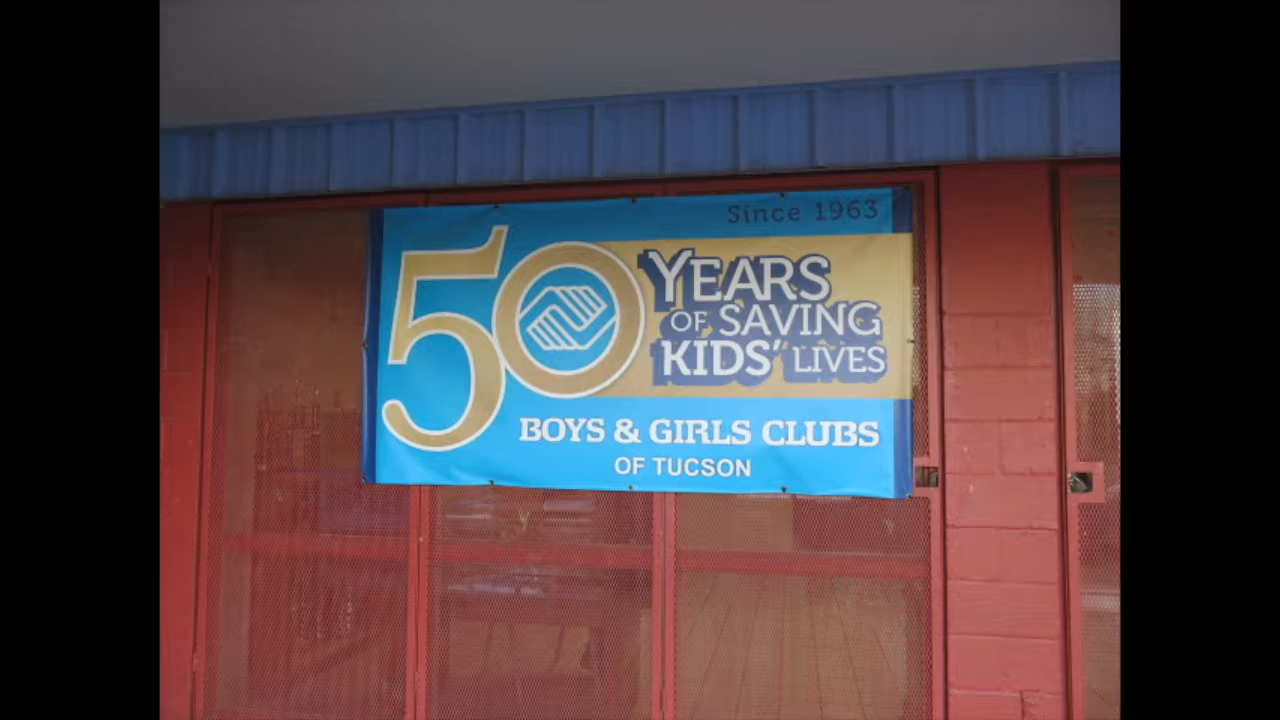 Since 1963
50 YEARS
OF SAVING
KIDS' LIVES
BOYS & GIRLS CLUBS
OF TUCSON